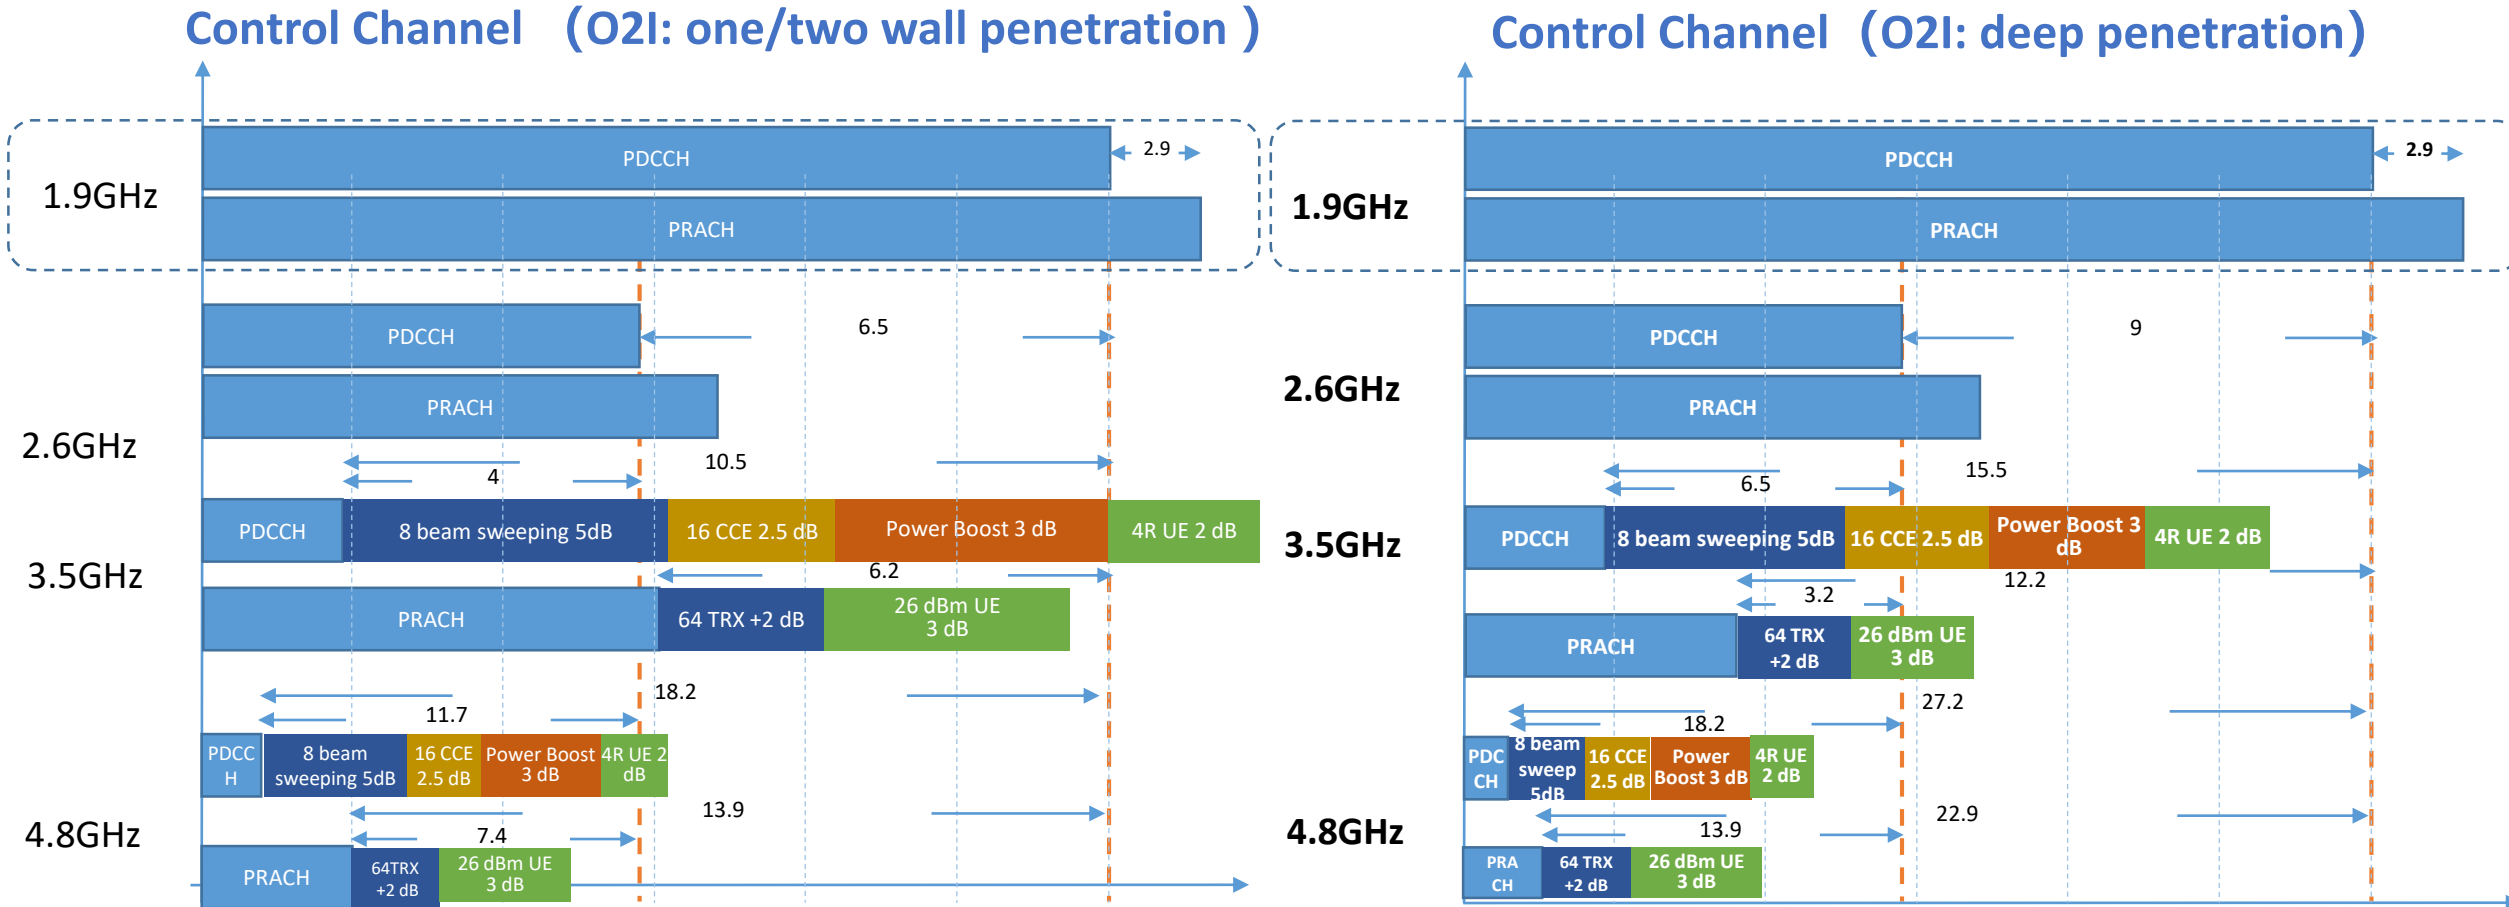 Control Channel （O2I: one/two wall penetration ）
PDCCH
2.9
1.9GHz
PRACH
PDCCH
6.5
PRACH
2.6GHz
10.5
4
PDCCH
8 beam sweeping 5dB
16 CCE 2.5 dB
Power Boost 3 dB
4R UE 2 dB
3.5GHz
6.2
PRACH
64 TRX +2 dB
26 dBm UE
3 dB
18.2
11.7
PDCC
H
8 beam
sweeping 5dB
16 CCE
2.5 dB
Power Boost
3 dB
4R UE 2
dB
4.8GHz
13.9
7.4
PRACH
64TRX
+2 dB
26 dBm UE
3 dB
Control Channel （O2I: deep penetration）
PDCCH
2.9
1.9GHz
PRACH
PDCCH
9
2.6GHz
PRACH
15.5
6.5
3.5GHz
PDCCH
8 beam sweeping 5dB
16 CCE 2.5 dB
Power Boost 3
dB
4R UE 2 dB
12.2
3.2
PRACH
64 TRX
+2 dB
26 dBm UE
3 dB
27.2
18.2
PDC
CH
8 beam
sweep
5dB
16 CCE
2.5 dB
Power
Boost 3 dB
4R UE
2 dB
4.8GHz
22.9
13.9
PRA
CH
64 TRX
+2 dB
26 dBm UE
3 dB